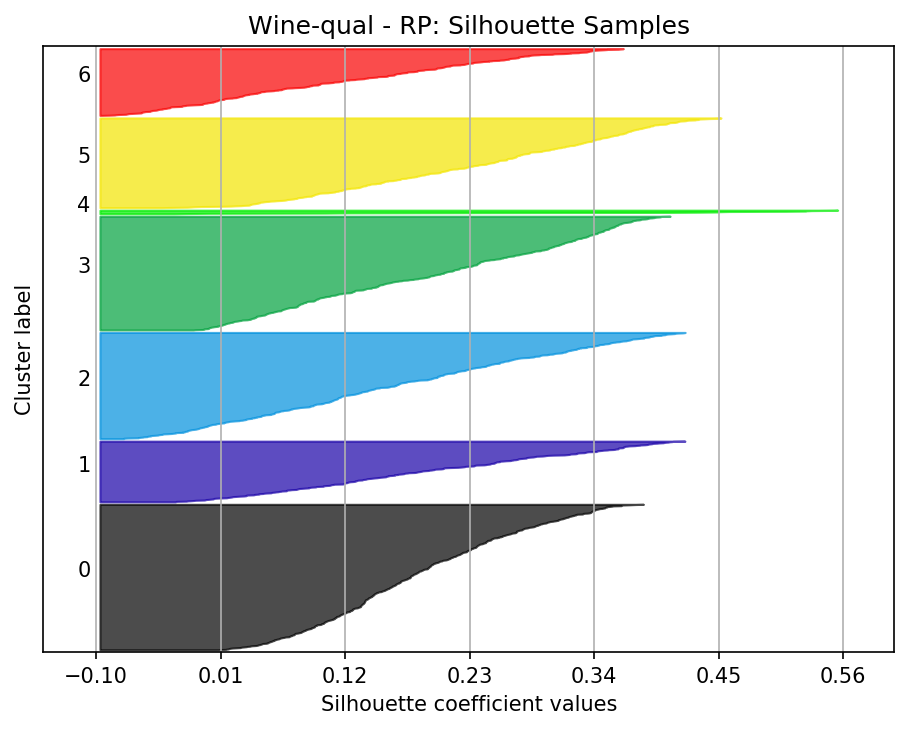 Wine-qual - RP: Silhouette Samples
6
5
4
3
2
1
0
Cluster label
−0.10 0.01 0.12 0.23 0.34 0.45 0.56
Silhouette coefficient values